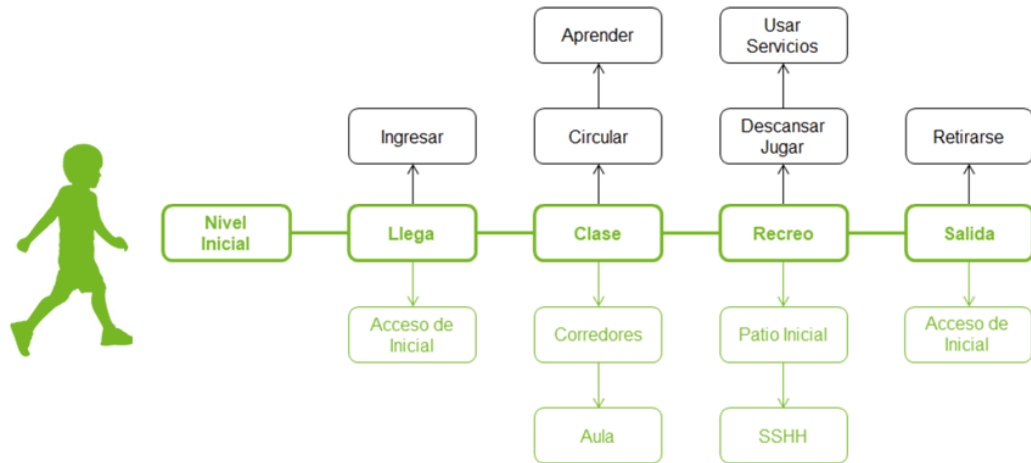 Aprender
Usar
Servicios
Ingresar
Circular
Descansar
Jugar
Retirarse
Nivel
Inicial
Llega
Clase
Recreo
Salida
Acceso de
Inicial
Corredores
Patio Inicial
Acceso de
Inicial
Aula
SSHH